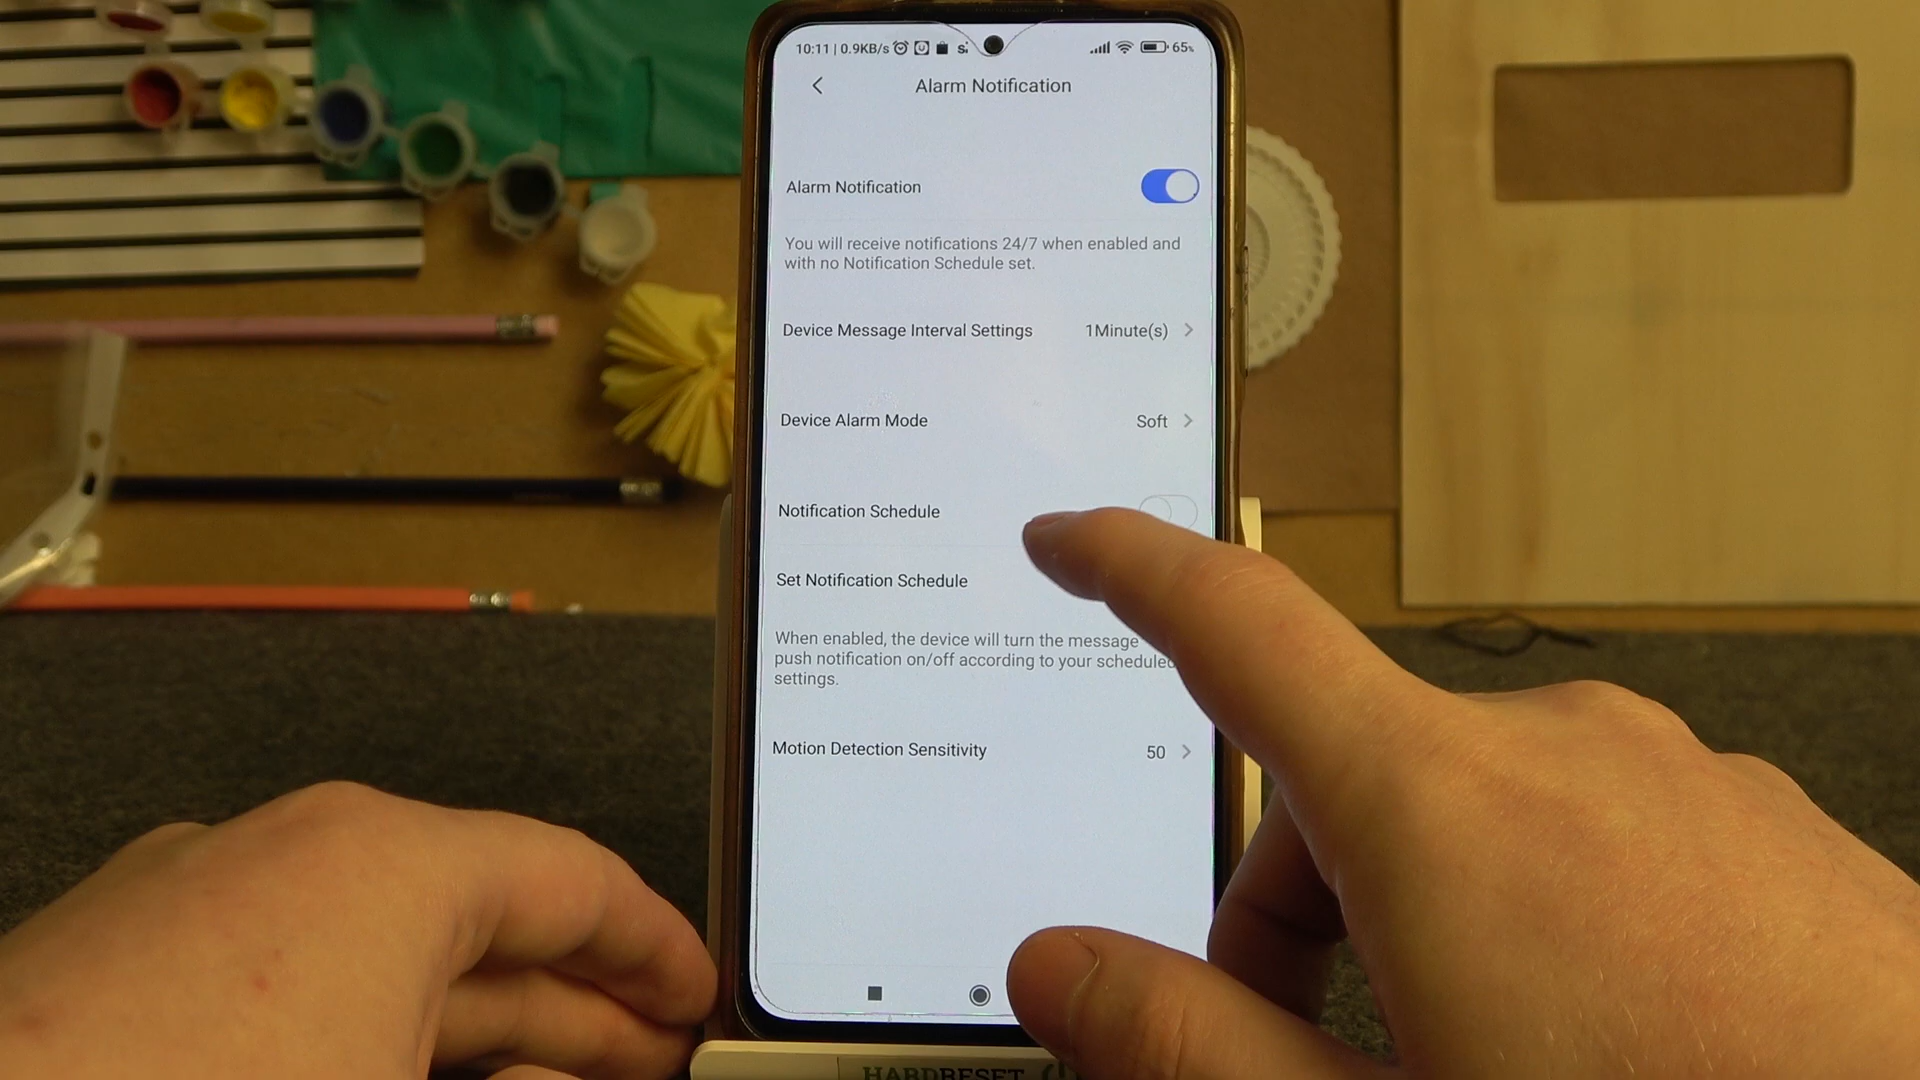 10:11 | 0.9KB/s 65%
Alarm Notification
Alarm Notification
You will receive notifications 24/7 when enabled and
with no Notification Schedule set.
Device Message Interval Settings 1Minute(s)
Device Alarm Mode Soft
Notification Schedule
Set Notification Schedule
When enabled, the device will turn the message
push notification on/off according to your scheduled
settings.
Motion Detection Sensitivity 50
HARDRESET